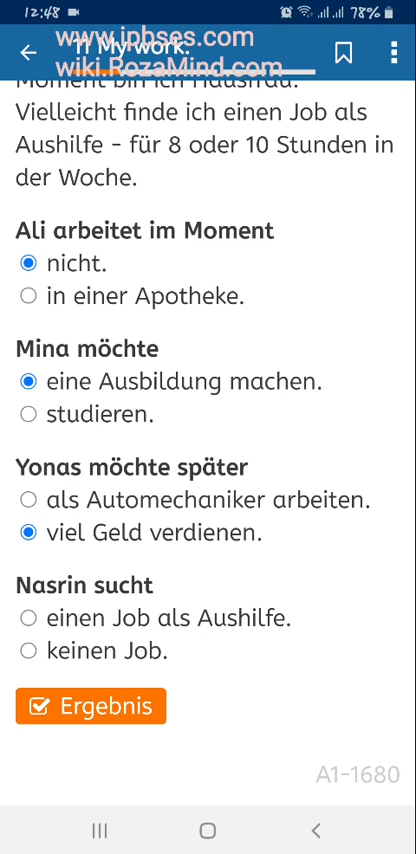 12:48 78%
www.ipbses.com
11 My work.
wiki.RozaMind.com
Moment bin ich Hausfrau.
Vielleicht finde ich einen Job als
Aushilfe - für 8 oder 10 Stunden in
der Woche.
Ali arbeitet im Moment
nicht.
in einer Apotheke.
Mina möchte
eine Ausbildung machen.
studieren.
Yonas möchte später
als Automechaniker arbeiten.
viel Geld verdienen.
Nasrin sucht
einen Job als Aushilfe.
keinen Job.
Ergebnis
A1-1680